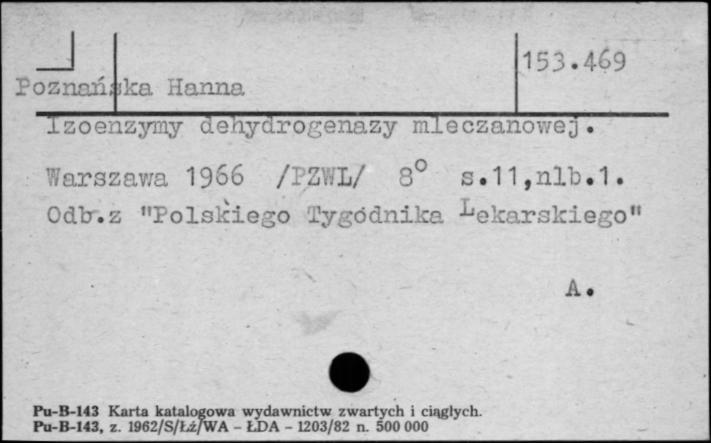 153.469
Poznańska Hanna
Izoenzymy dehydrogenazy mleczanowej.
Warszawa 1966 /PZWL/ 8° s.11,nlb.1.
Odb.z "Polskiego Tygodnika Lekarskiego"
A.
Pu-B-143 Karta katalogowa wydawnictw zwartych i ciągłych.
Pu-B-143, z. 1962/S/Łź/WA - ŁDA - 1203/82 n. 500 000